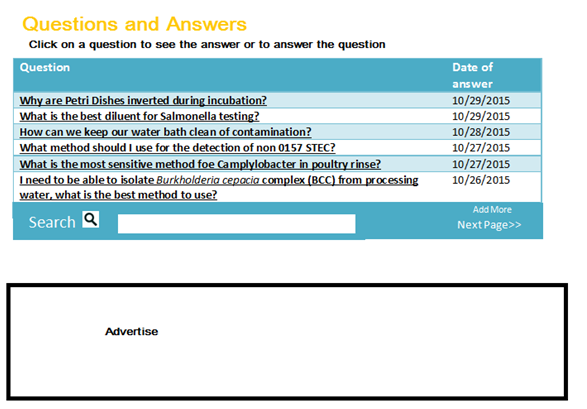 Questions and Answers
Click on a question to see the answer or to answer the question
Question Date of
answer
Why are Petri Dishes inverted during incubation? 10/29/2015
What is the best diluent for Salmonella testing? 10/29/2015
How can we keep our water bath clean of contamination? 10/28/2015
What method should I use for the detection of non 0157 STEC? 10/27/2015
What is the most sensitive method foe Camplylobacter in poultry rinse? 10/27/2015
I need to be able to isolate Burkholderia cepacia complex (BCC) from processing 10/26/2015
water, what is the best method to use?
Add More
Search Next Page>>
Advertise